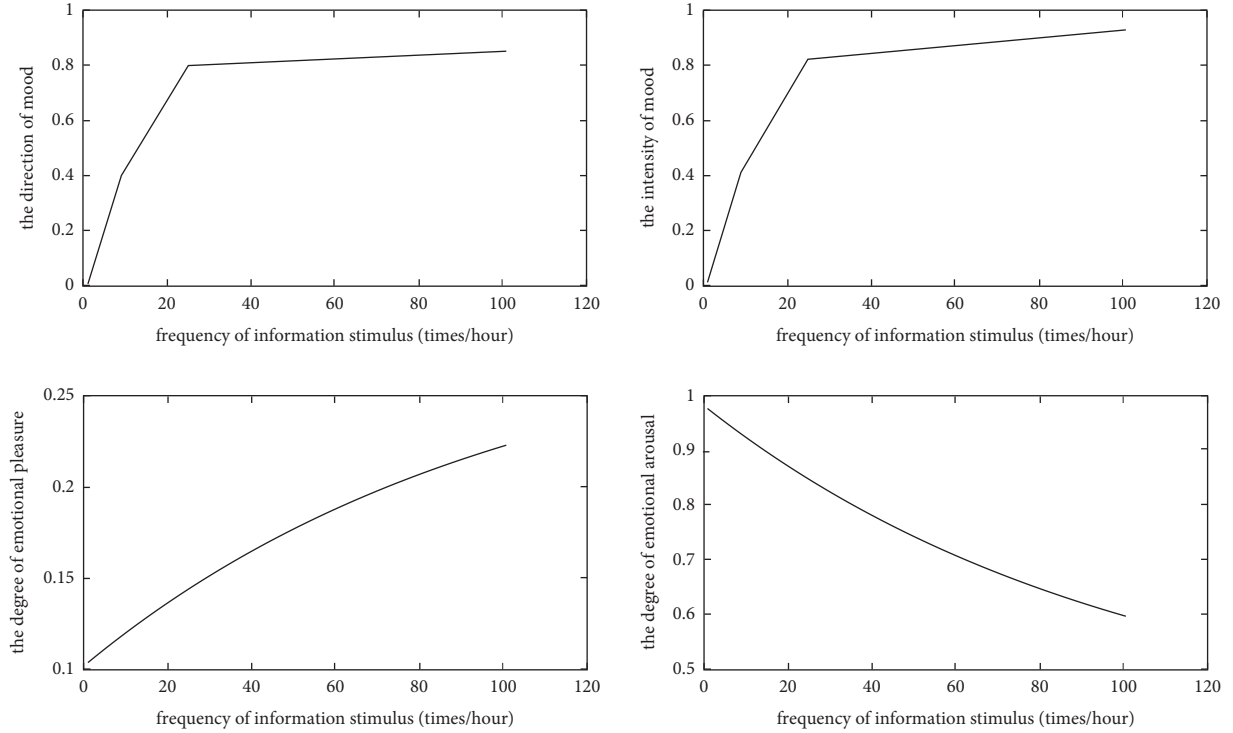 1
0.8
0.6
0.4
0.2
0
the direction of mood
0 20 40 60 80 100 120
frequency of information stimulus (times/hour)
1
0.8
0.6
0.4
0.2
0
the intensity of mood
0 20 40 60 80 100 120
frequency of information stimulus (times/hour)
0.25
0.2
0.15
0.1
the degree of emotional pleasure
0 20 40 60 80 100 120
frequency of information stimulus (times/hour)
1
0.9
0.8
0.7
0.6
0.5
the degree of emotional arousal
0 20 40 60 80 100 120
frequency of information stimulus (times/hour)